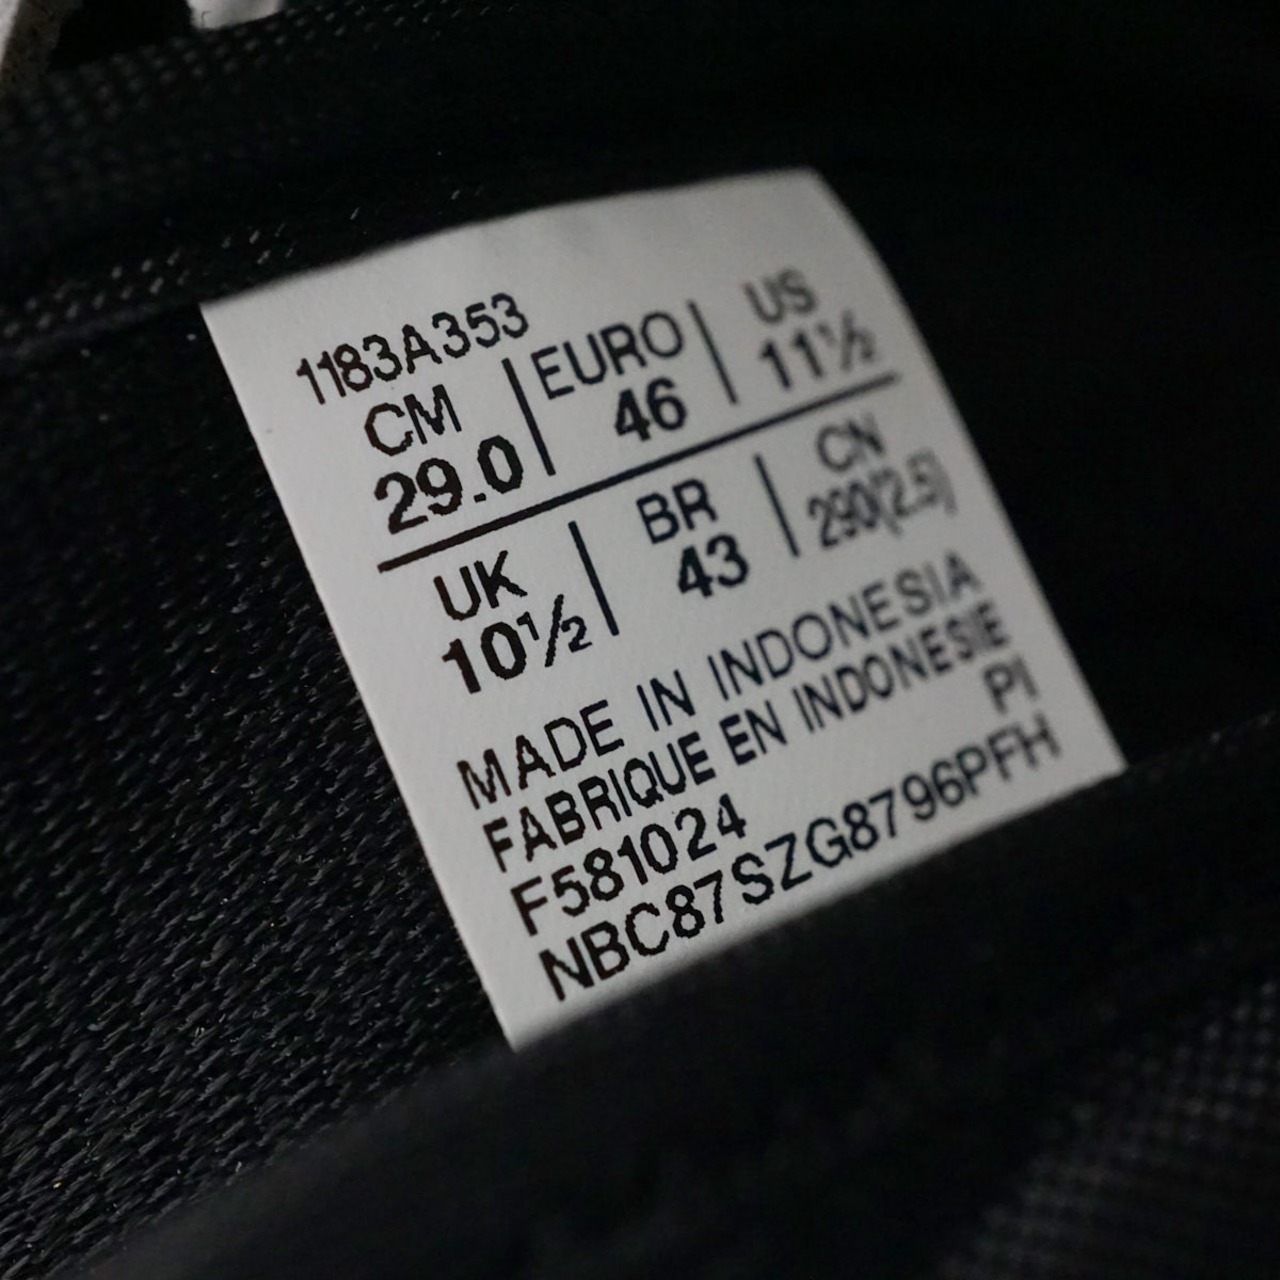 1183A353
CM | EURO | US
29.0 | 46 | 11½
UK | BR | CN
10½ | 43 | 290(2.5)
MADE IN INDONESIA
FABRIQUE EN INDONESIE
PI
F581024
NBC87SZG8796PFH